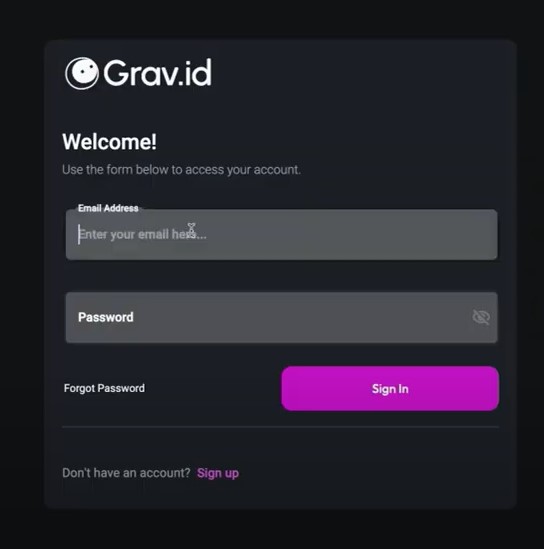 Grav.id
Welcome!
Use the form below to access your account.
Email Address
Enter your email here...
Password
Forgot Password
Sign In
Don't have an account? Sign up